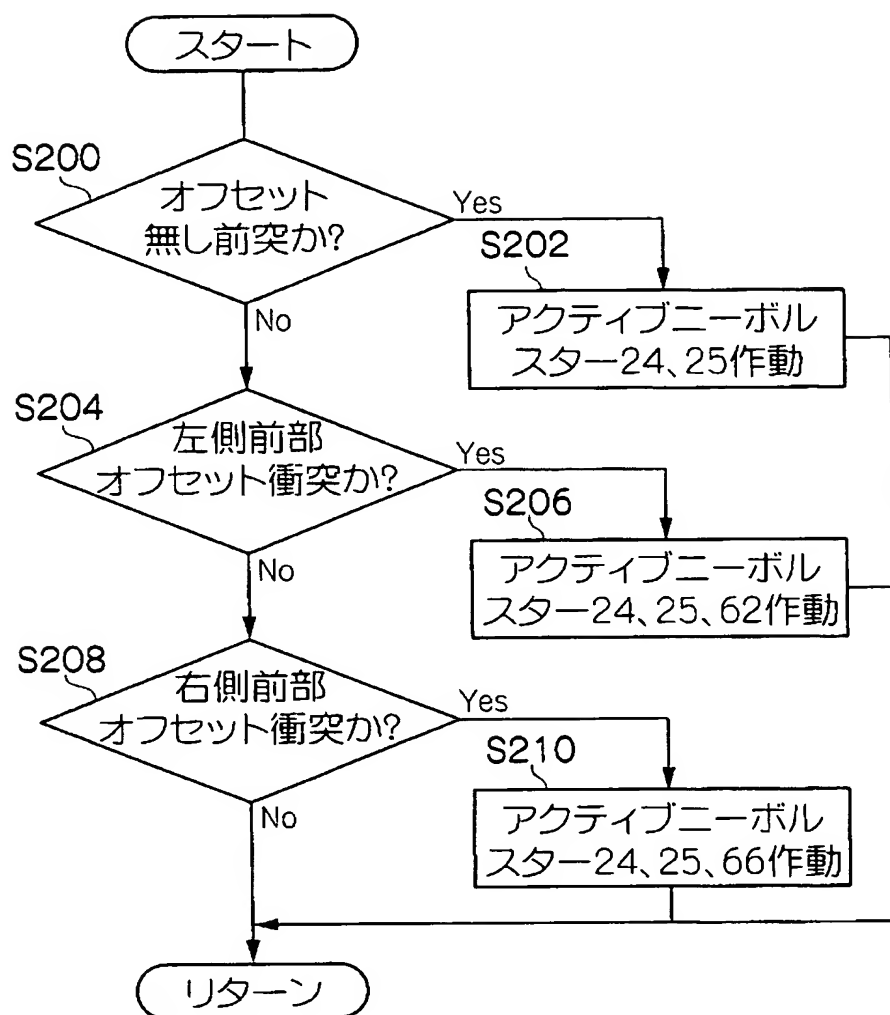 スタート
S200
オフセット
無し前突か?
Yes
S202
アクティブニーボル
スター24、25作動
No
S204
左側前部
オフセット衝突か?
Yes
S206
アクティブニーボル
スター24、25、62作動
No
S208
右側前部
オフセット衝突か?
Yes
S210
アクティブニーボル
スター24、25、66作動
No
リターン